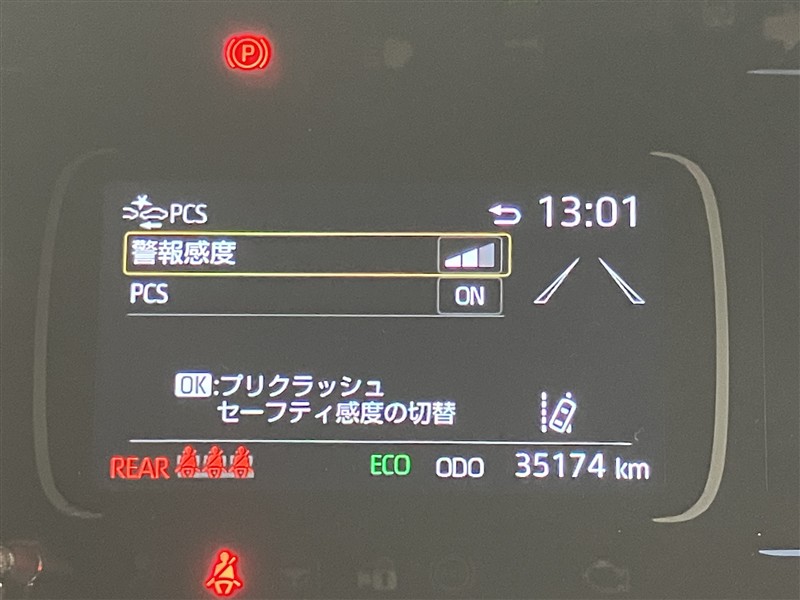 P
PCS
13:01
警報感度
PCS ON
OK:プリクラッシュ
セーフティ感度の切替
REAR ECO ODO 35174 km